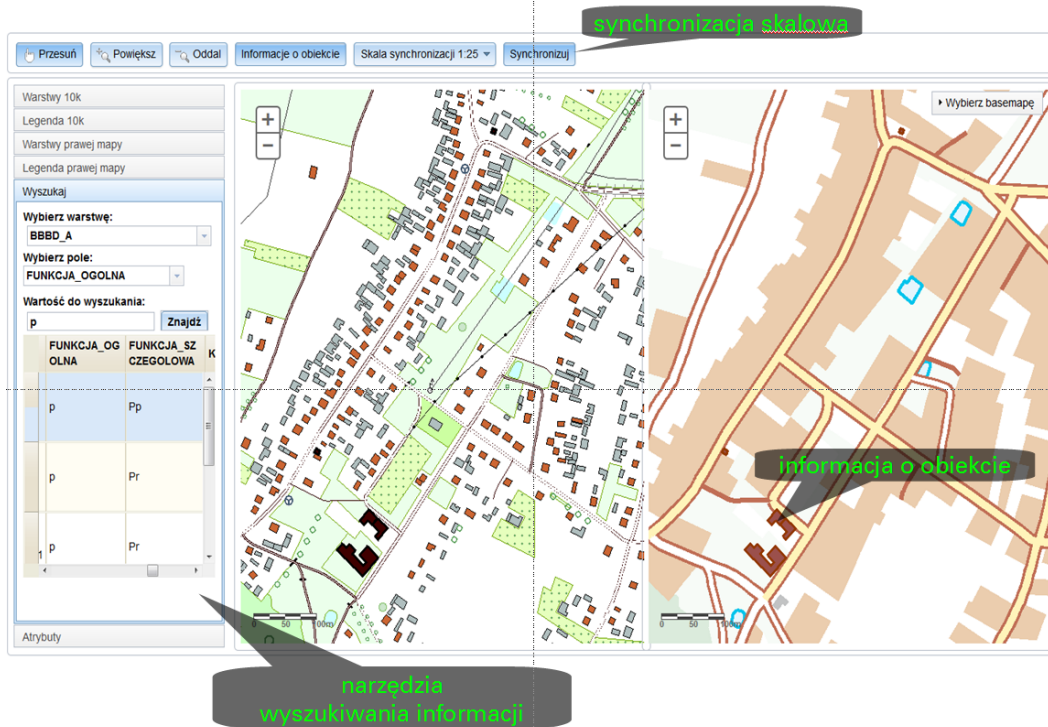 synchronizacja skalowa
Przesuń Powiększ Oddal Informacje o obiekcie Skala synchronizacji 1:25 Synchronizuj
Warstwy 10k
Legenda 10k
Warstwy prawej mapy
Legenda prawej mapy
Wyszukaj
Wybierz warstwę:
BBBD_A
Wybierz pole:
FUNKCJA_OGOLNA
Wartość do wyszukania:
p Znajdź
FUNKCJA_OG FUNKCJA_SZ K
OLNA CZEGOLOWA
p Pp
p Pr
1 p Pr
Atrybuty
+
−
0 50 100m
+
−
Wybierz basemapę
informacja o obiekcie
0 50 100m
narzędzia
wyszukiwania informacji